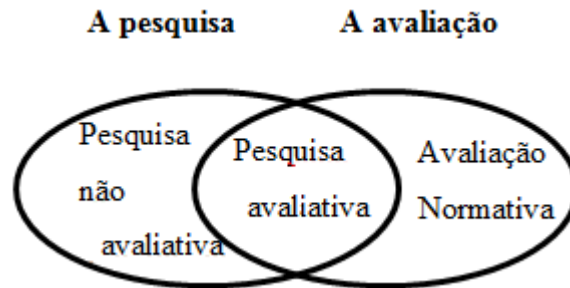 A pesquisa
A avaliação
Pesquisa
não
avaliativa
Pesquisa
avaliativa
Avaliação
Normativa